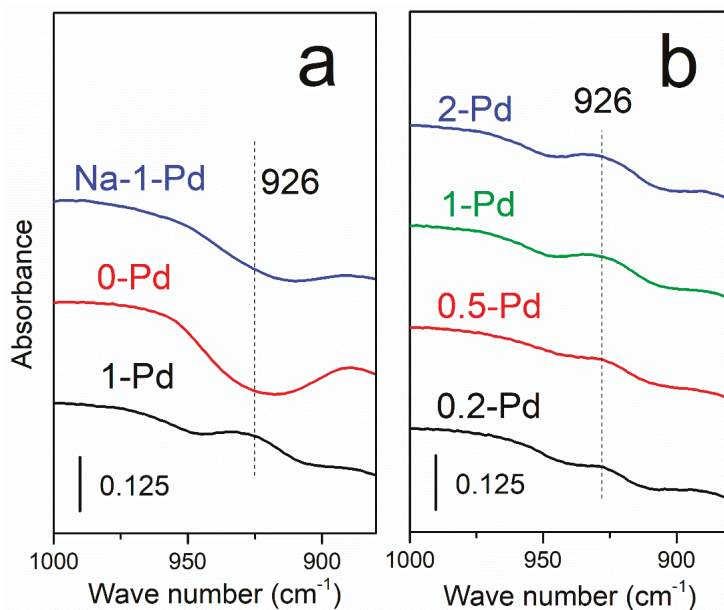 a
Na-1-Pd
926
0-Pd
1-Pd
0.125
1000
950
900
Wave number (cm⁻¹)
Absorbance
b
926
2-Pd
1-Pd
0.5-Pd
0.2-Pd
0.125
1000
950
900
Wave number (cm⁻¹)